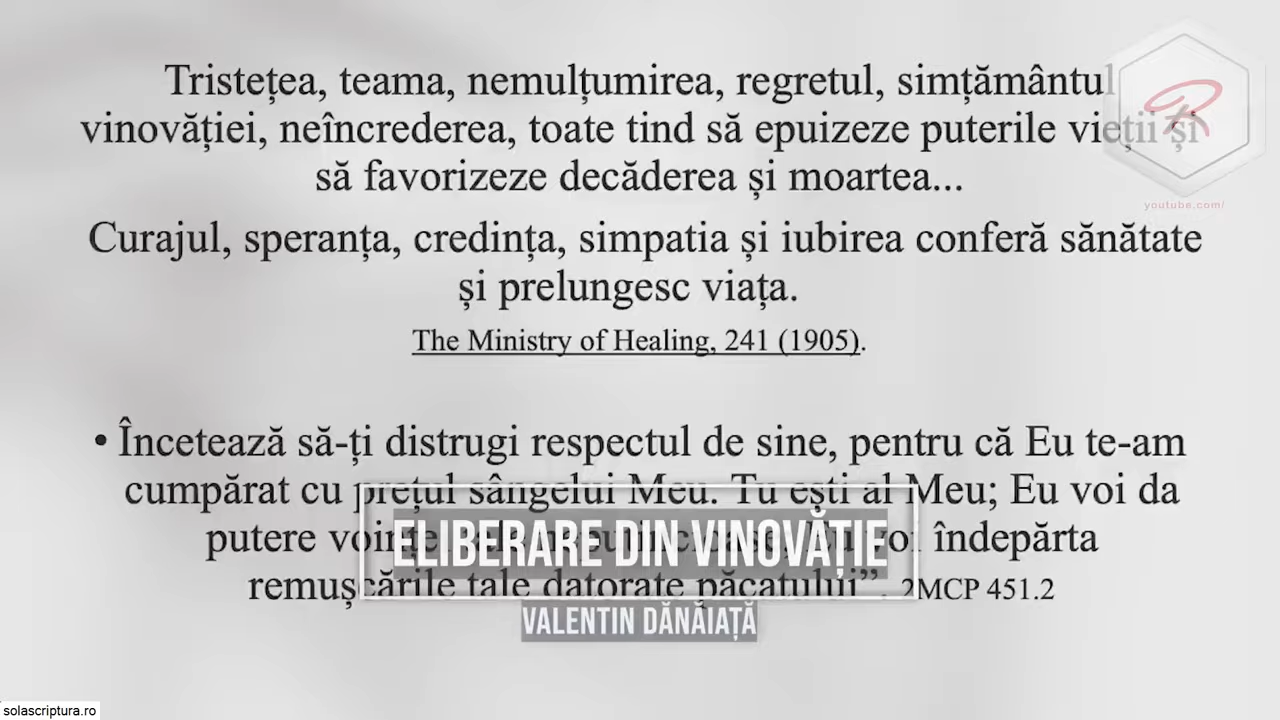 Tristețea, teama, nemulțumirea, regretul, simțământul
vinovăției, neîncrederea, toate tind să epuizeze puterile vieții și
să favorizeze decăderea și moartea...
Curajul, speranța, credința, simpatia și iubirea conferă sănătate
și prelungesc viața.
The Ministry of Healing, 241 (1905).
• Încetează să-ți distrugi respectul de sine, pentru că Eu te-am
cumpărat cu prețul sângelui Meu. Tu ești al Meu; Eu voi da
putere voi îndepărta
remușcările tale datorate păcatului”. 2MCP 451.2
ELIBERARE DIN VINOVĂȚIE
VALENTIN DĂNĂIAȚĂ
R
youtube.com/
solascriptura.ro